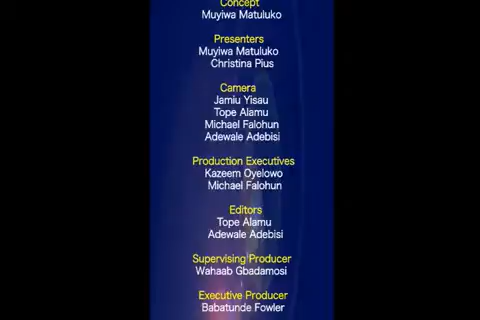 Concept
Muyiwa Matuluko
Presenters
Muyiwa Matuluko
Christina Pius
Camera
Jamiu Yisau
Tope Alamu
Michael Falohun
Adewale Adebisi
Production Executives
Kazeem Oyelowo
Michael Falohun
Editors
Tope Alamu
Adewale Adebisi
Supervising Producer
Wahaab Gbadamosi
Executive Producer
Babatunde Fowler